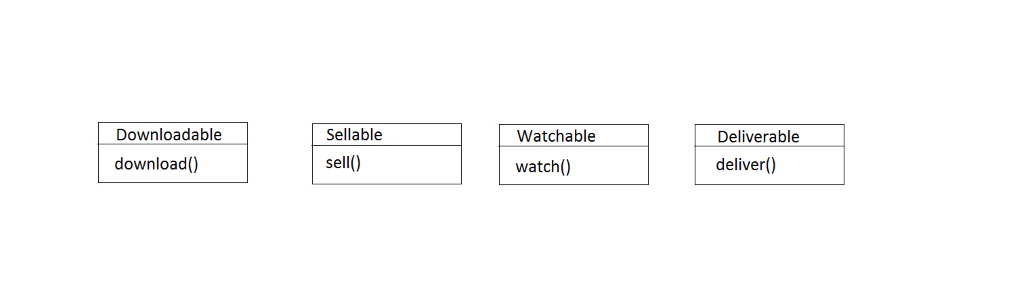 Downloadable
download()
Sellable
sell()
Watchable
watch()
Deliverable
deliver()